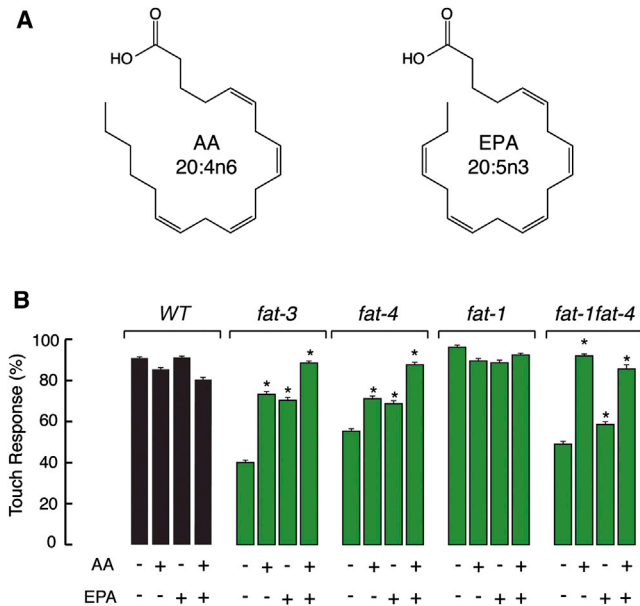 A
O
HO
AA
20:4n6
O
HO
EPA
20:5n3
B
WT fat-3 fat-4 fat-1 fat-1fat-4
Touch Response (%)
100
80
60
40
20
0
* * * * * * * * *
AA - + - + - + - + - + - + - + - + - + - +
EPA - - + + - - + + - - + + - - + + - - + +